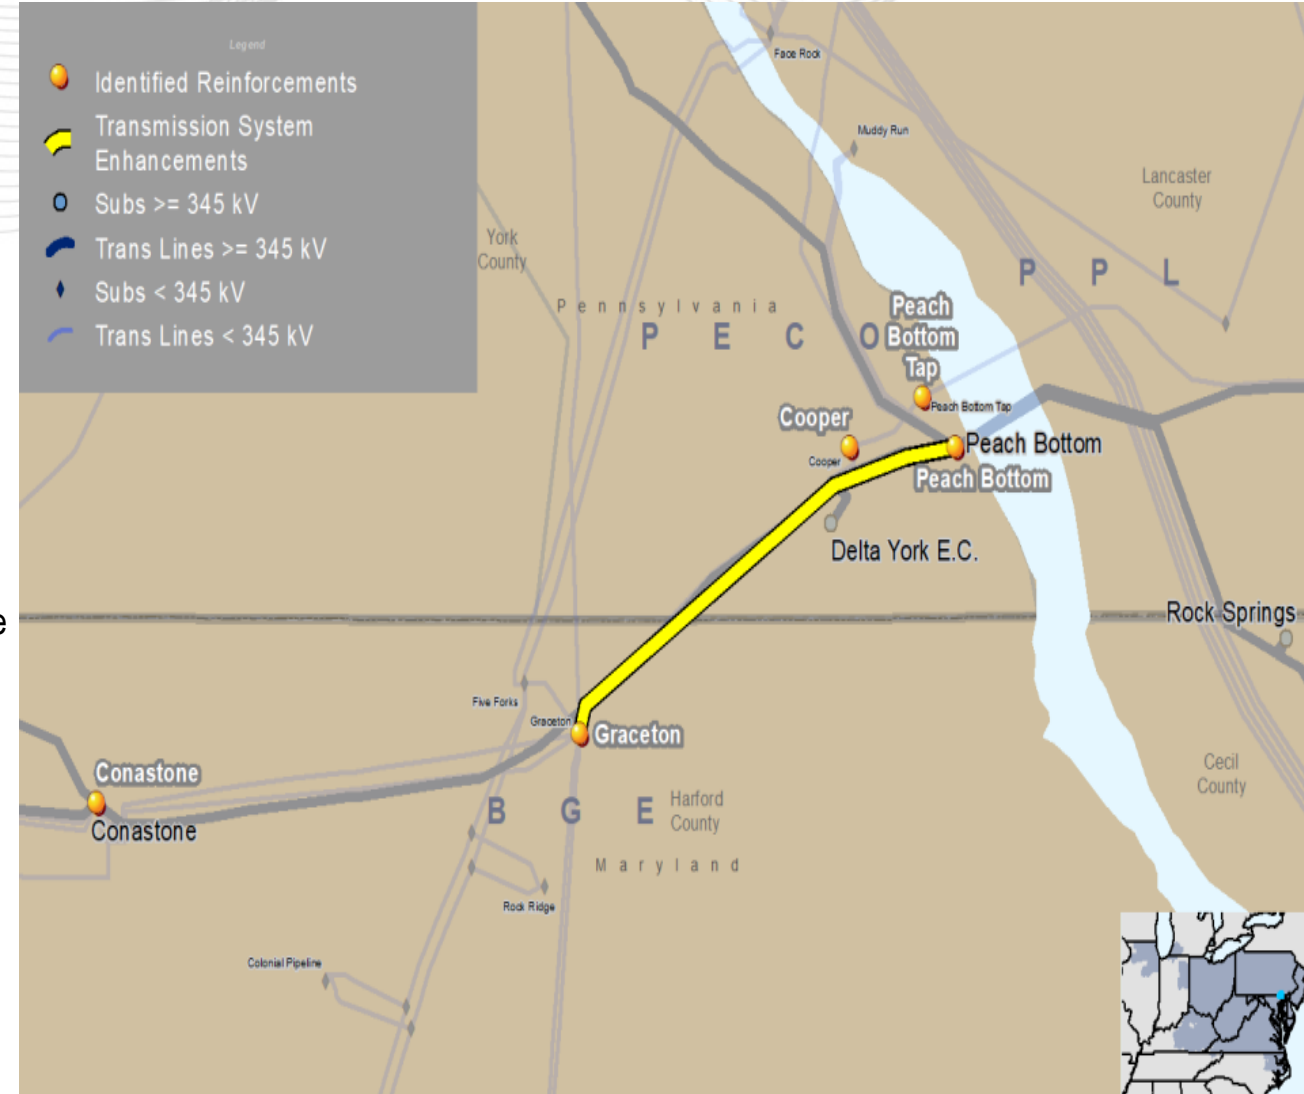 Legend
Identified Reinforcements
Transmission System
Enhancements
Subs >= 345 kV
Trans Lines >= 345 kV
Subs < 345 kV
Trans Lines < 345 kV
Face Rock
Muddy Run
Lancaster
County
York
County
P P L
Pennsylvania
P E C O
Peach
Bottom
Tap
Peach Bottom Tap
Cooper
Cooper
Peach Bottom
Peach Bottom
Delta York E.C.
e
Rock Springs
Five Forks
Graceton
Graceton
Conastone
Conastone
B G E
Harford
County
Cecil
County
Maryland
Rock Ridge
Colonial Pipeline